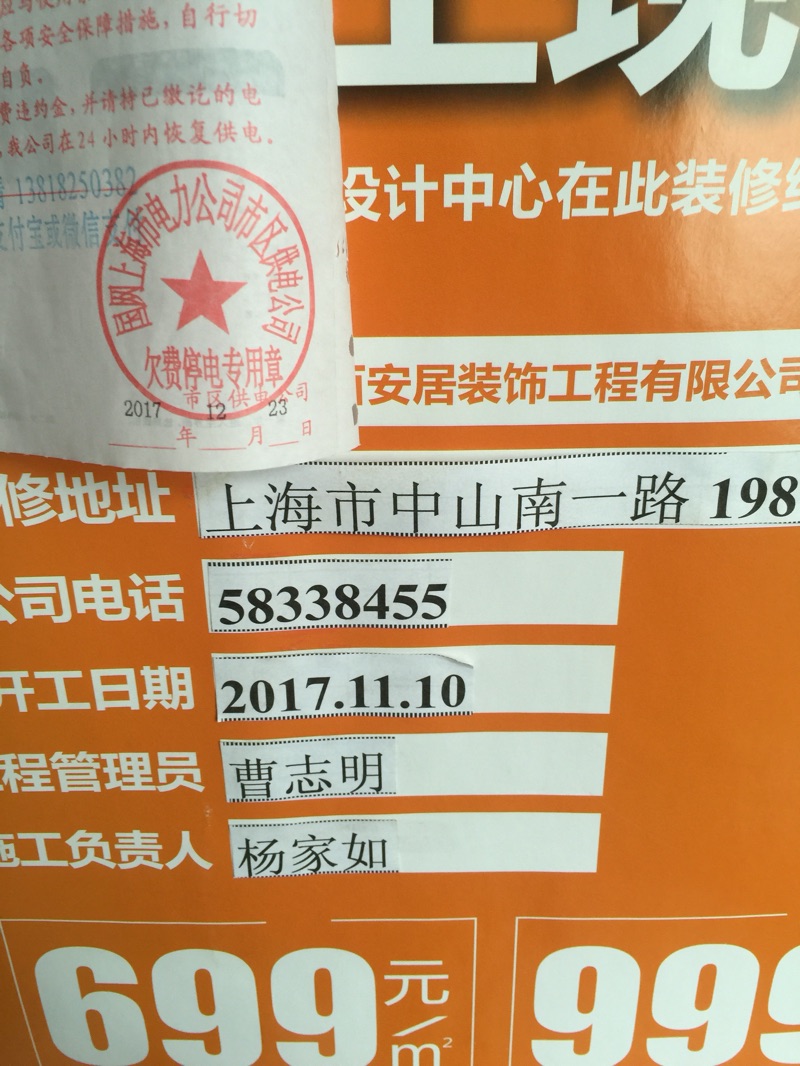 各项安全保障措施，自行切
自负。
费违约金，并请持已缴讫的电
我公司在24小时内恢复供电．
13818250382
支付宝或微信支付
国网上海市电力公司市区供电公司
欠费停电专用章
市区供电公司
2017 12 23
年 月 日
设计中心在此装修
安居装饰工程有限公司
修地址 上海市中山南一路 198
公司电话 58338455
开工日期 2017.11.10
程管理员 曹志明
施工负责人 杨家如
699 元/m²
999